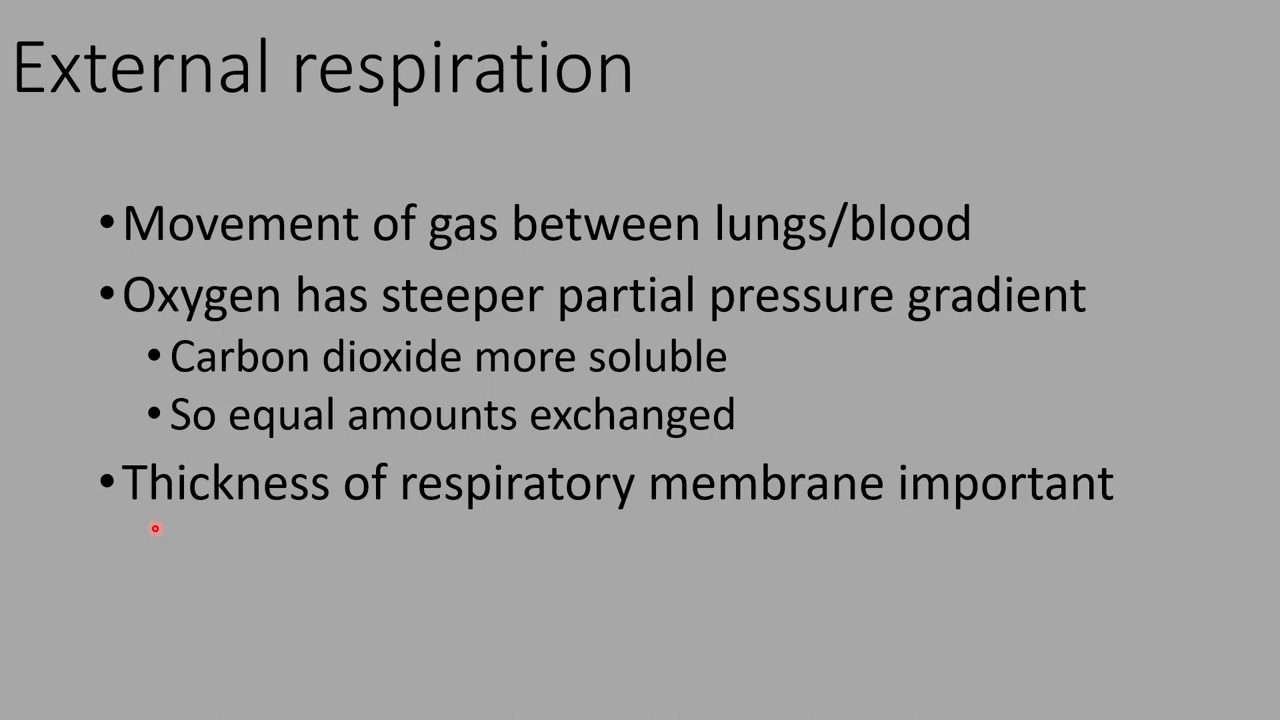 External respiration
•Movement of gas between lungs/blood
•Oxygen has steeper partial pressure gradient
•Carbon dioxide more soluble
•So equal amounts exchanged
•Thickness of respiratory membrane important